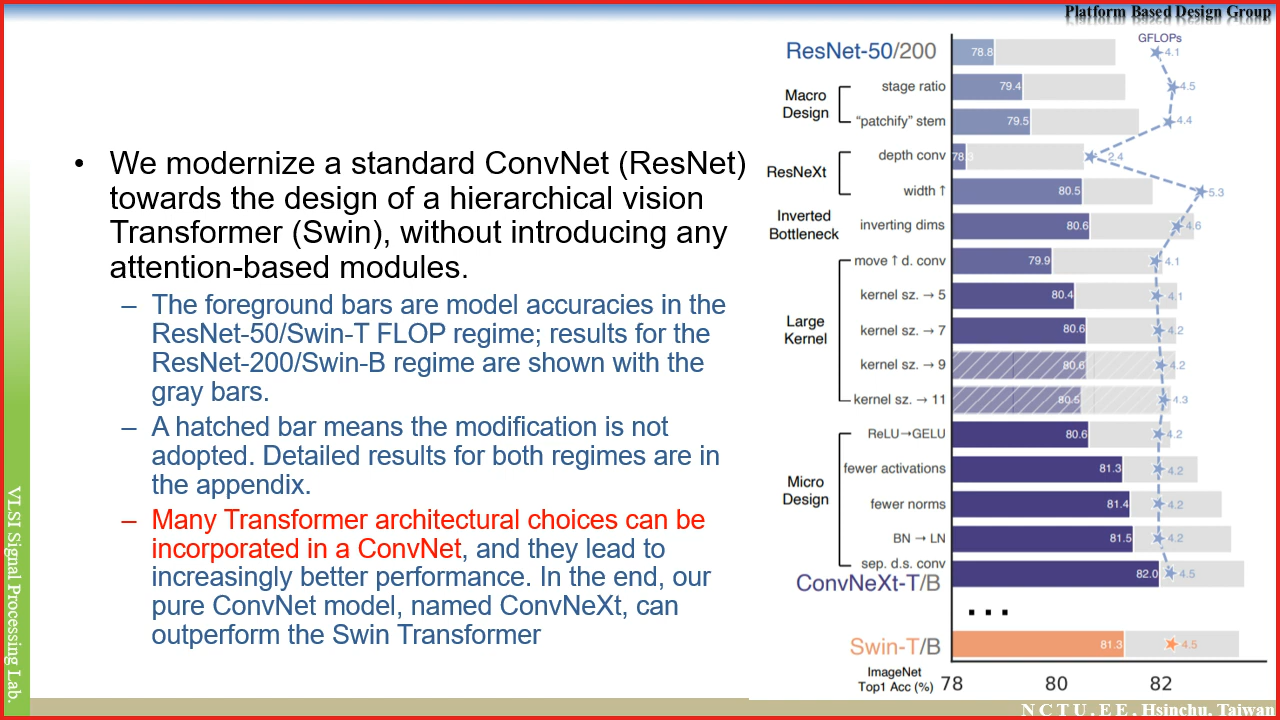 Platform Based Design Group
• We modernize a standard ConvNet (ResNet)
towards the design of a hierarchical vision
Transformer (Swin), without introducing any
attention-based modules.
– The foreground bars are model accuracies in the
ResNet-50/Swin-T FLOP regime; results for the
ResNet-200/Swin-B regime are shown with the
gray bars.
– A hatched bar means the modification is not
adopted. Detailed results for both regimes are in
the appendix.
– Many Transformer architectural choices can be
incorporated in a ConvNet, and they lead to
increasingly better performance. In the end, our
pure ConvNet model, named ConvNeXt, can
outperform the Swin Transformer
GFLOPs
ResNet-50/200 78.8 4.1
Macro
Design
stage ratio 79.4 4.5
"patchify" stem 79.5 4.4
ResNeXt
depth conv 78.3 2.4
width ↑ 80.5 5.3
Inverted
Bottleneck
inverting dims 80.6 4.6
Large
Kernel
move ↑ d. conv 79.9 4.1
kernel sz. → 5 80.4 4.1
kernel sz. → 7 80.6 4.2
kernel sz. → 9 80.6 4.2
kernel sz. → 11 80.5 4.3
Micro
Design
ReLU→GELU 80.6 4.2
fewer activations 81.3 4.2
fewer norms 81.4 4.2
BN → LN 81.5 4.2
sep. d.s. conv
ConvNeXt-T/B 82.0 4.5
...
Swin-T/B 81.3 4.5
ImageNet
Top1 Acc (%) 78 80 82
VLSI Signal Processing Lab.
N C T U . E E . Hsinchu. Taiwan